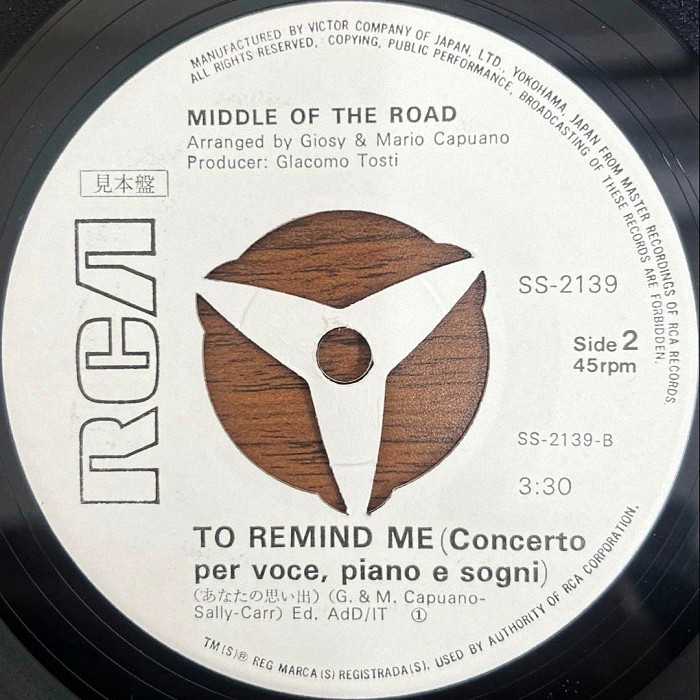 MANUFACTURED BY VICTOR COMPANY OF JAPAN, LTD., YOKOHAMA, JAPAN FROM MASTER RECORDINGS OF RCA RECORDS
ALL RIGHTS RESERVED, COPYING, PUBLIC PERFORMANCE, BROADCASTING OF THESE RECORDS ARE FORBIDDEN.
MIDDLE OF THE ROAD
Arranged by Giosy & Mario Capuano
Producer: Glacomo Tosti
見本盤
RCA
SS-2139
Side 2
45rpm
SS-2139-B
3:30
TO REMIND ME (Concerto
per voce, piano e sogni)
(あなたの思い出) (G. & M. Capuano-
Sally-Carr) Ed. AdD/IT ①
TM(S)® REG MARCA(S) REGISTRADA(S). USED BY AUTHORITY OF RCA CORPORATION.